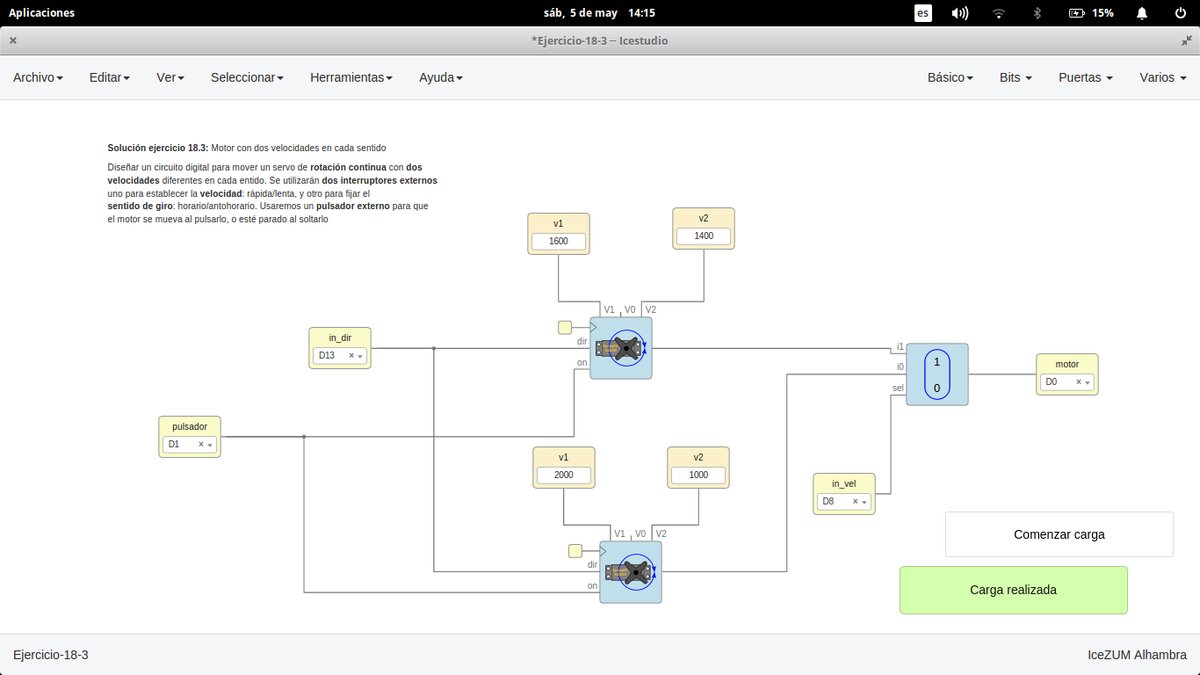 Aplicaciones
sáb, 5 de may 14:15
es
15%
*Ejercicio-18-3 – Icestudio
Archivo Editar Ver Seleccionar Herramientas Ayuda
Básico Bits Puertas Varios
Solución ejercicio 18.3: Motor con dos velocidades en cada sentido
Diseñar un circuito digital para mover un servo de rotación continua con dos
velocidades diferentes en cada entido. Se utilizarán dos interruptores externos
uno para establecer la velocidad: rápida/lenta, y otro para fijar el
sentido de giro: horario/antohorario. Usaremos un pulsador externo para que
el motor se mueva al pulsarlo, o esté parado al soltarlo
v1
1600
v2
1400
V1 V0 V2
in_dir
D13
dir
on
i1
i0
sel
1
0
motor
D0
pulsador
D1
v1
2000
v2
1000
in_vel
D8
V1 V0 V2
dir
on
Comenzar carga
Carga realizada
Ejercicio-18-3
IceZUM Alhambra